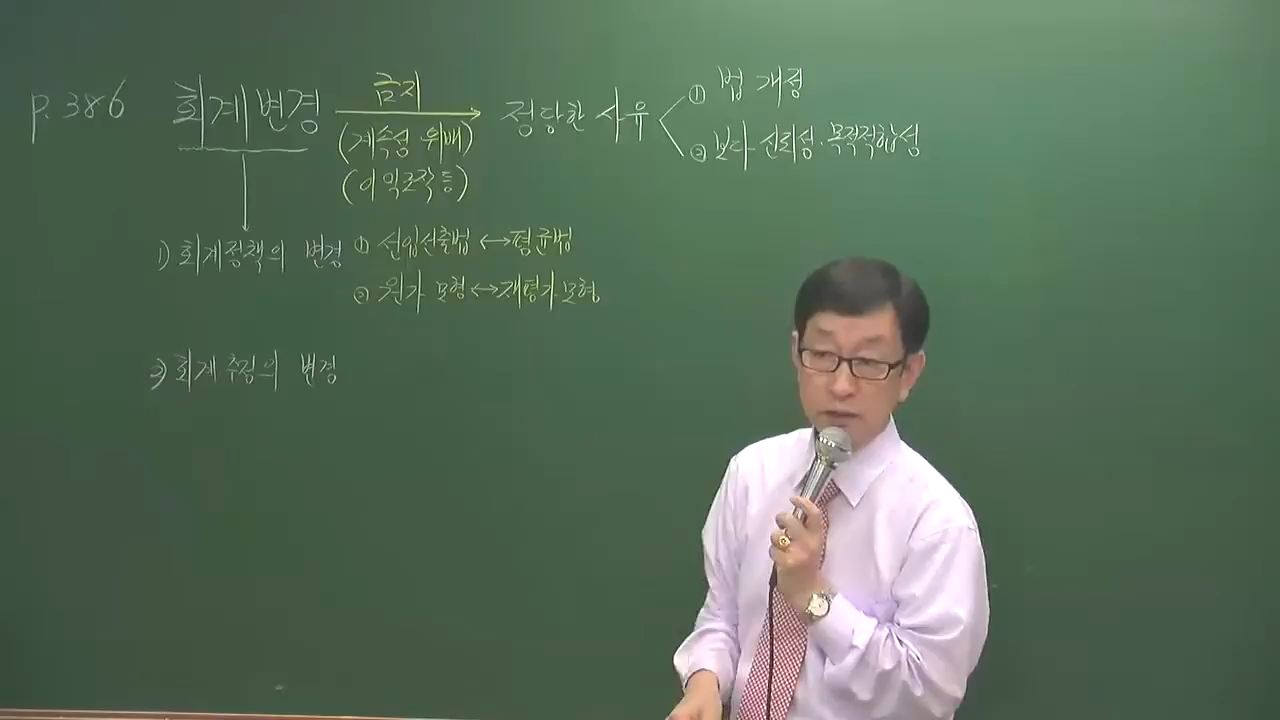 p.386 회계변경 금지 정당한 사유 ① 법 개정
(계속성 위배) ② 보다 신뢰성·목적적합성
(이익조작 등)
1) 회계정책의 변경 ① 선입선출법 ↔ 평균법
② 원가 모형 ↔ 재평가 모형
2) 회계추정의 변경